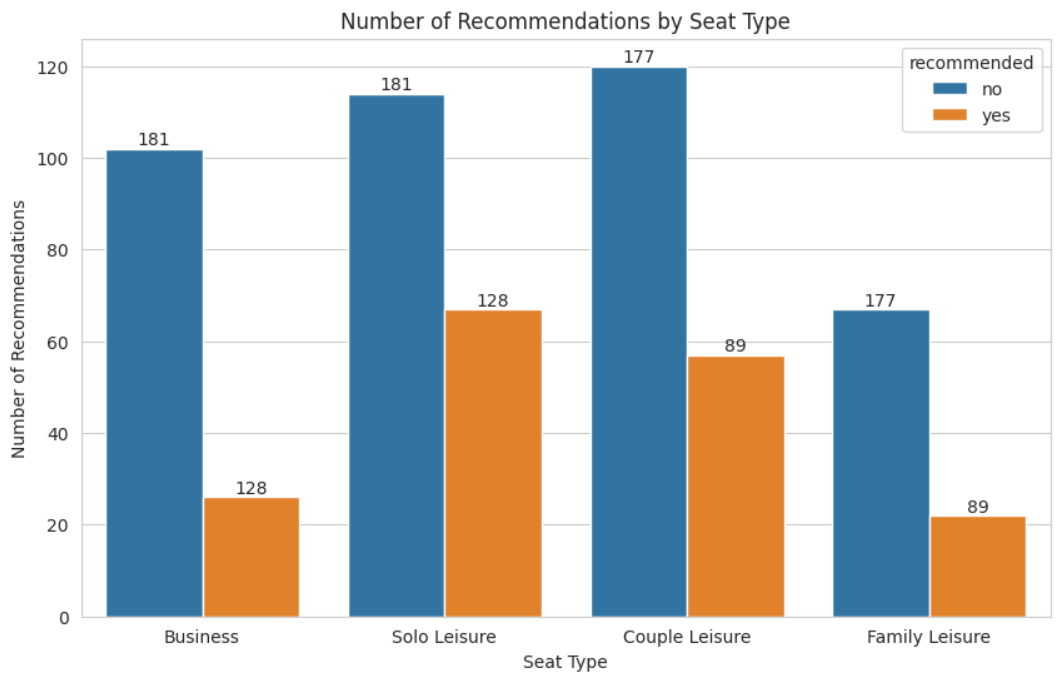 Number of Recommendations by Seat Type
recommended
no
yes
Number of Recommendations
120
100
80
60
40
20
0
181
128
181
128
177
89
177
89
Business
Solo Leisure
Couple Leisure
Family Leisure
Seat Type